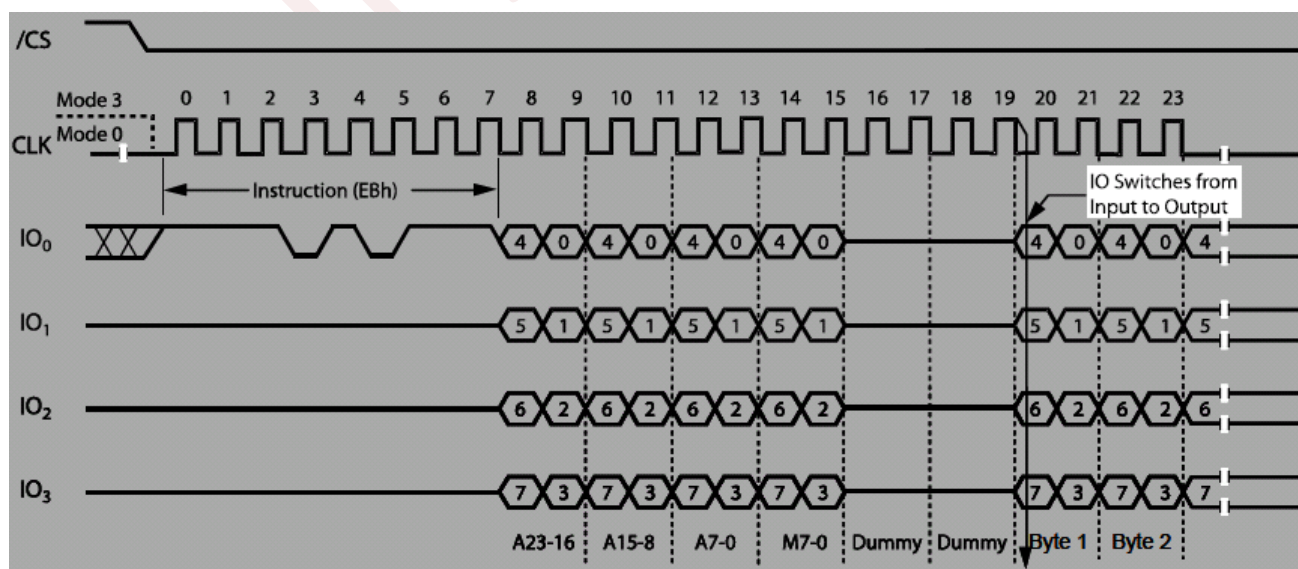 /CS
Mode 3
0 1 2 3 4 5 6 7 8 9 10 11 12 13 14 15 16 17 18 19 20 21 22 23
CLK Mode 0
Instruction (EBh)
IO Switches from
Input to Output
IO0
4 0 4 0 4 0 4 0 4 0 4 0 4
IO1
5 1 5 1 5 1 5 1 5 1 5 1 5
IO2
6 2 6 2 6 2 6 2 6 2 6 2 6
IO3
7 3 7 3 7 3 7 3 7 3 7 3 7
A23-16 A15-8 A7-0 M7-0 Dummy Dummy Byte 1 Byte 2